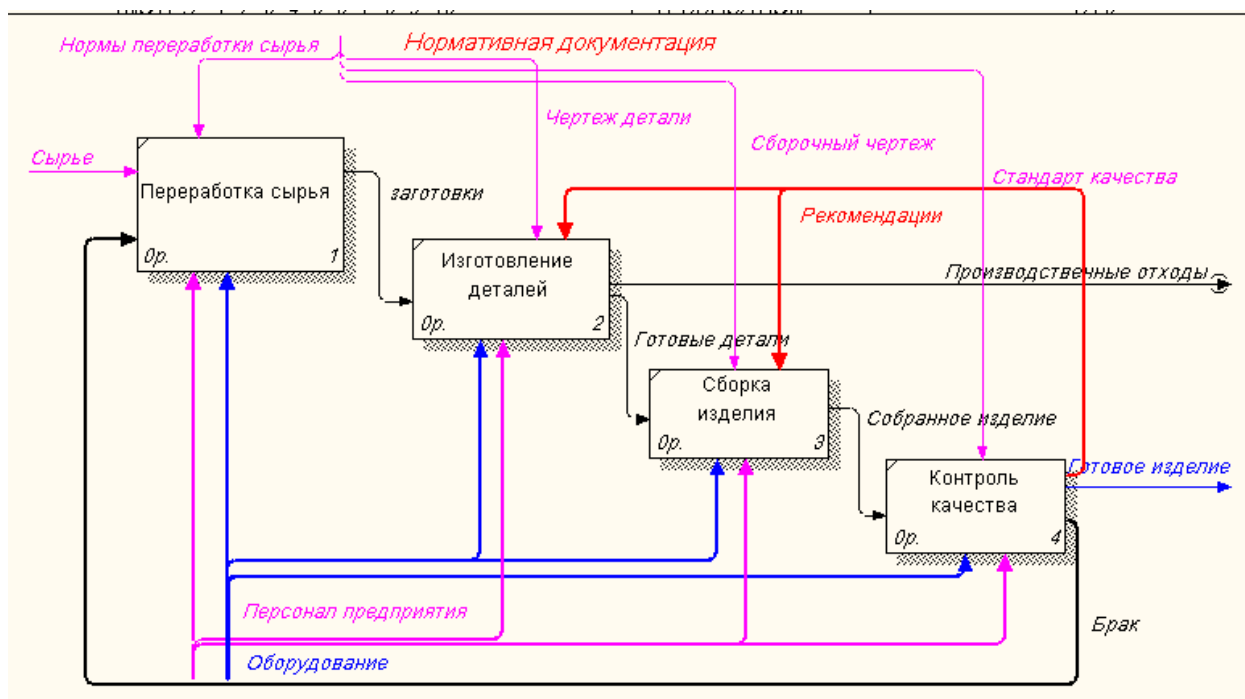 Нормы переработки сырья
Нормативная документация
Чертеж детали
Сборочный чертеж
Стандарт качества
Сырье
Переработка сырья
0р.
1
заготовки
Рекомендации
Изготовление
деталей
0р.
2
Производственные отходы
Готовые детали
Сборка
изделия
0р.
3
Собранное изделие
Контроль
качества
0р.
4
Готовое изделие
Персонал предприятия
Оборудование
Брак